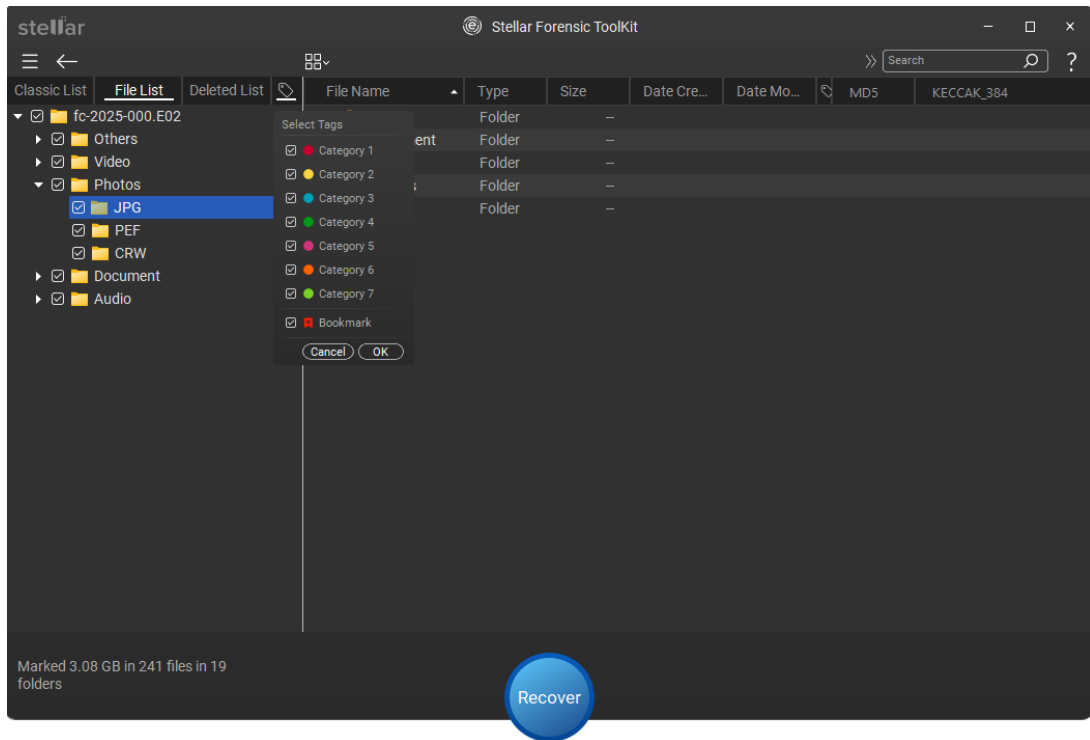 stellar
Stellar Forensic ToolKit
Search
?
Classic List
File List
Deleted List
File Name
Type
Size
Date Cre...
Date Mo...
MD5
KECCAK_384
fc-2025-000.E02
Others
Video
Photos
JPG
PEF
CRW
Document
Audio
Select Tags
Category 1
Category 2
Category 3
Category 4
Category 5
Category 6
Category 7
Bookmark
Cancel
OK
Folder --
ent Folder --
Folder --
s Folder --
Folder --
Marked 3.08 GB in 241 files in 19
folders
Recover